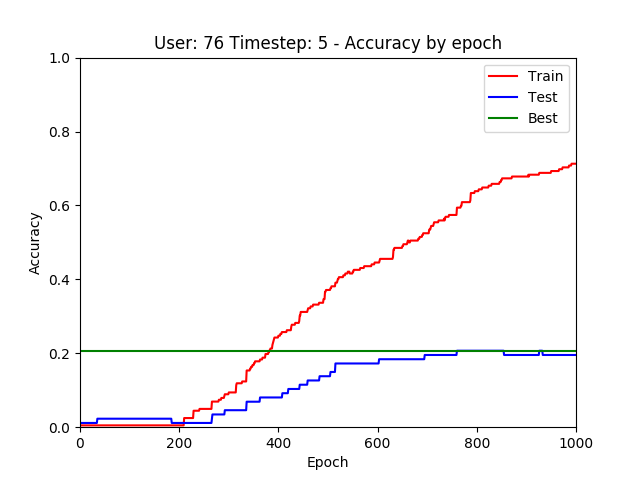 User: 76 Timestep: 5 - Accuracy by epoch
1.0
0.8
0.6
0.4
0.2
0.0
Accuracy
Train
Test
Best
0 200 400 600 800 1000
Epoch